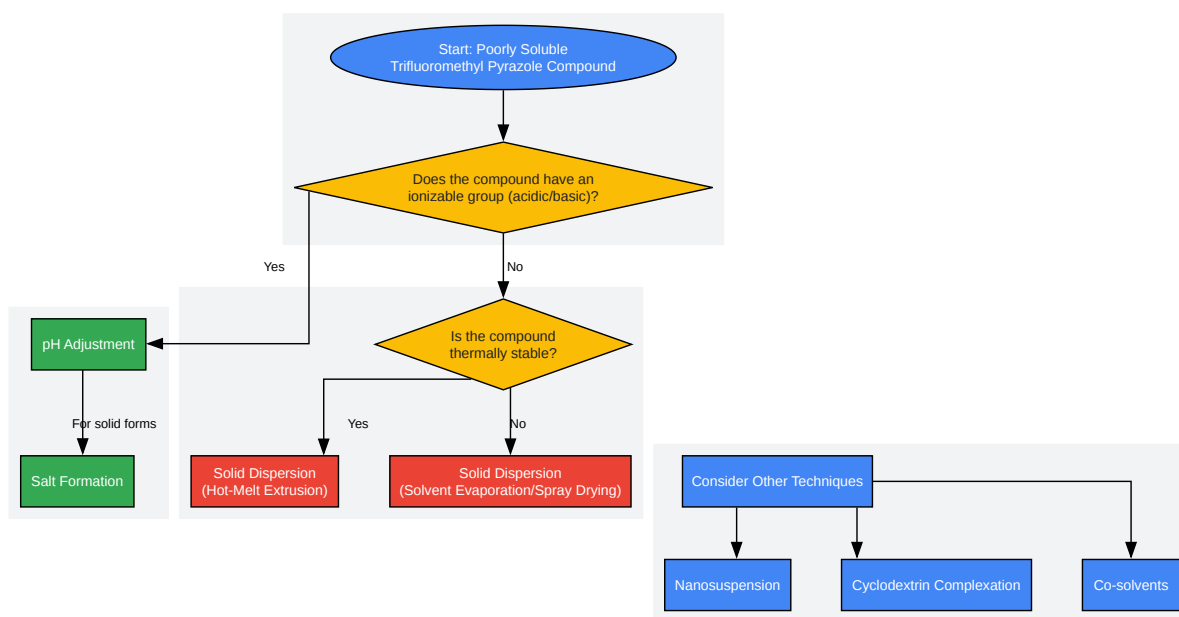 Start: Poorly Soluble
Trifluoromethyl Pyrazole Compound
Does the compound have an
ionizable group (acidic/basic)?
Yes
No
pH Adjustment
Is the compound
thermally stable?
For solid forms
Yes
No
Salt Formation
Solid Dispersion
(Hot-Melt Extrusion)
Solid Dispersion
(Solvent Evaporation/Spray Drying)
Consider Other Techniques
Nanosuspension
Cyclodextrin Complexation
Co-solvents